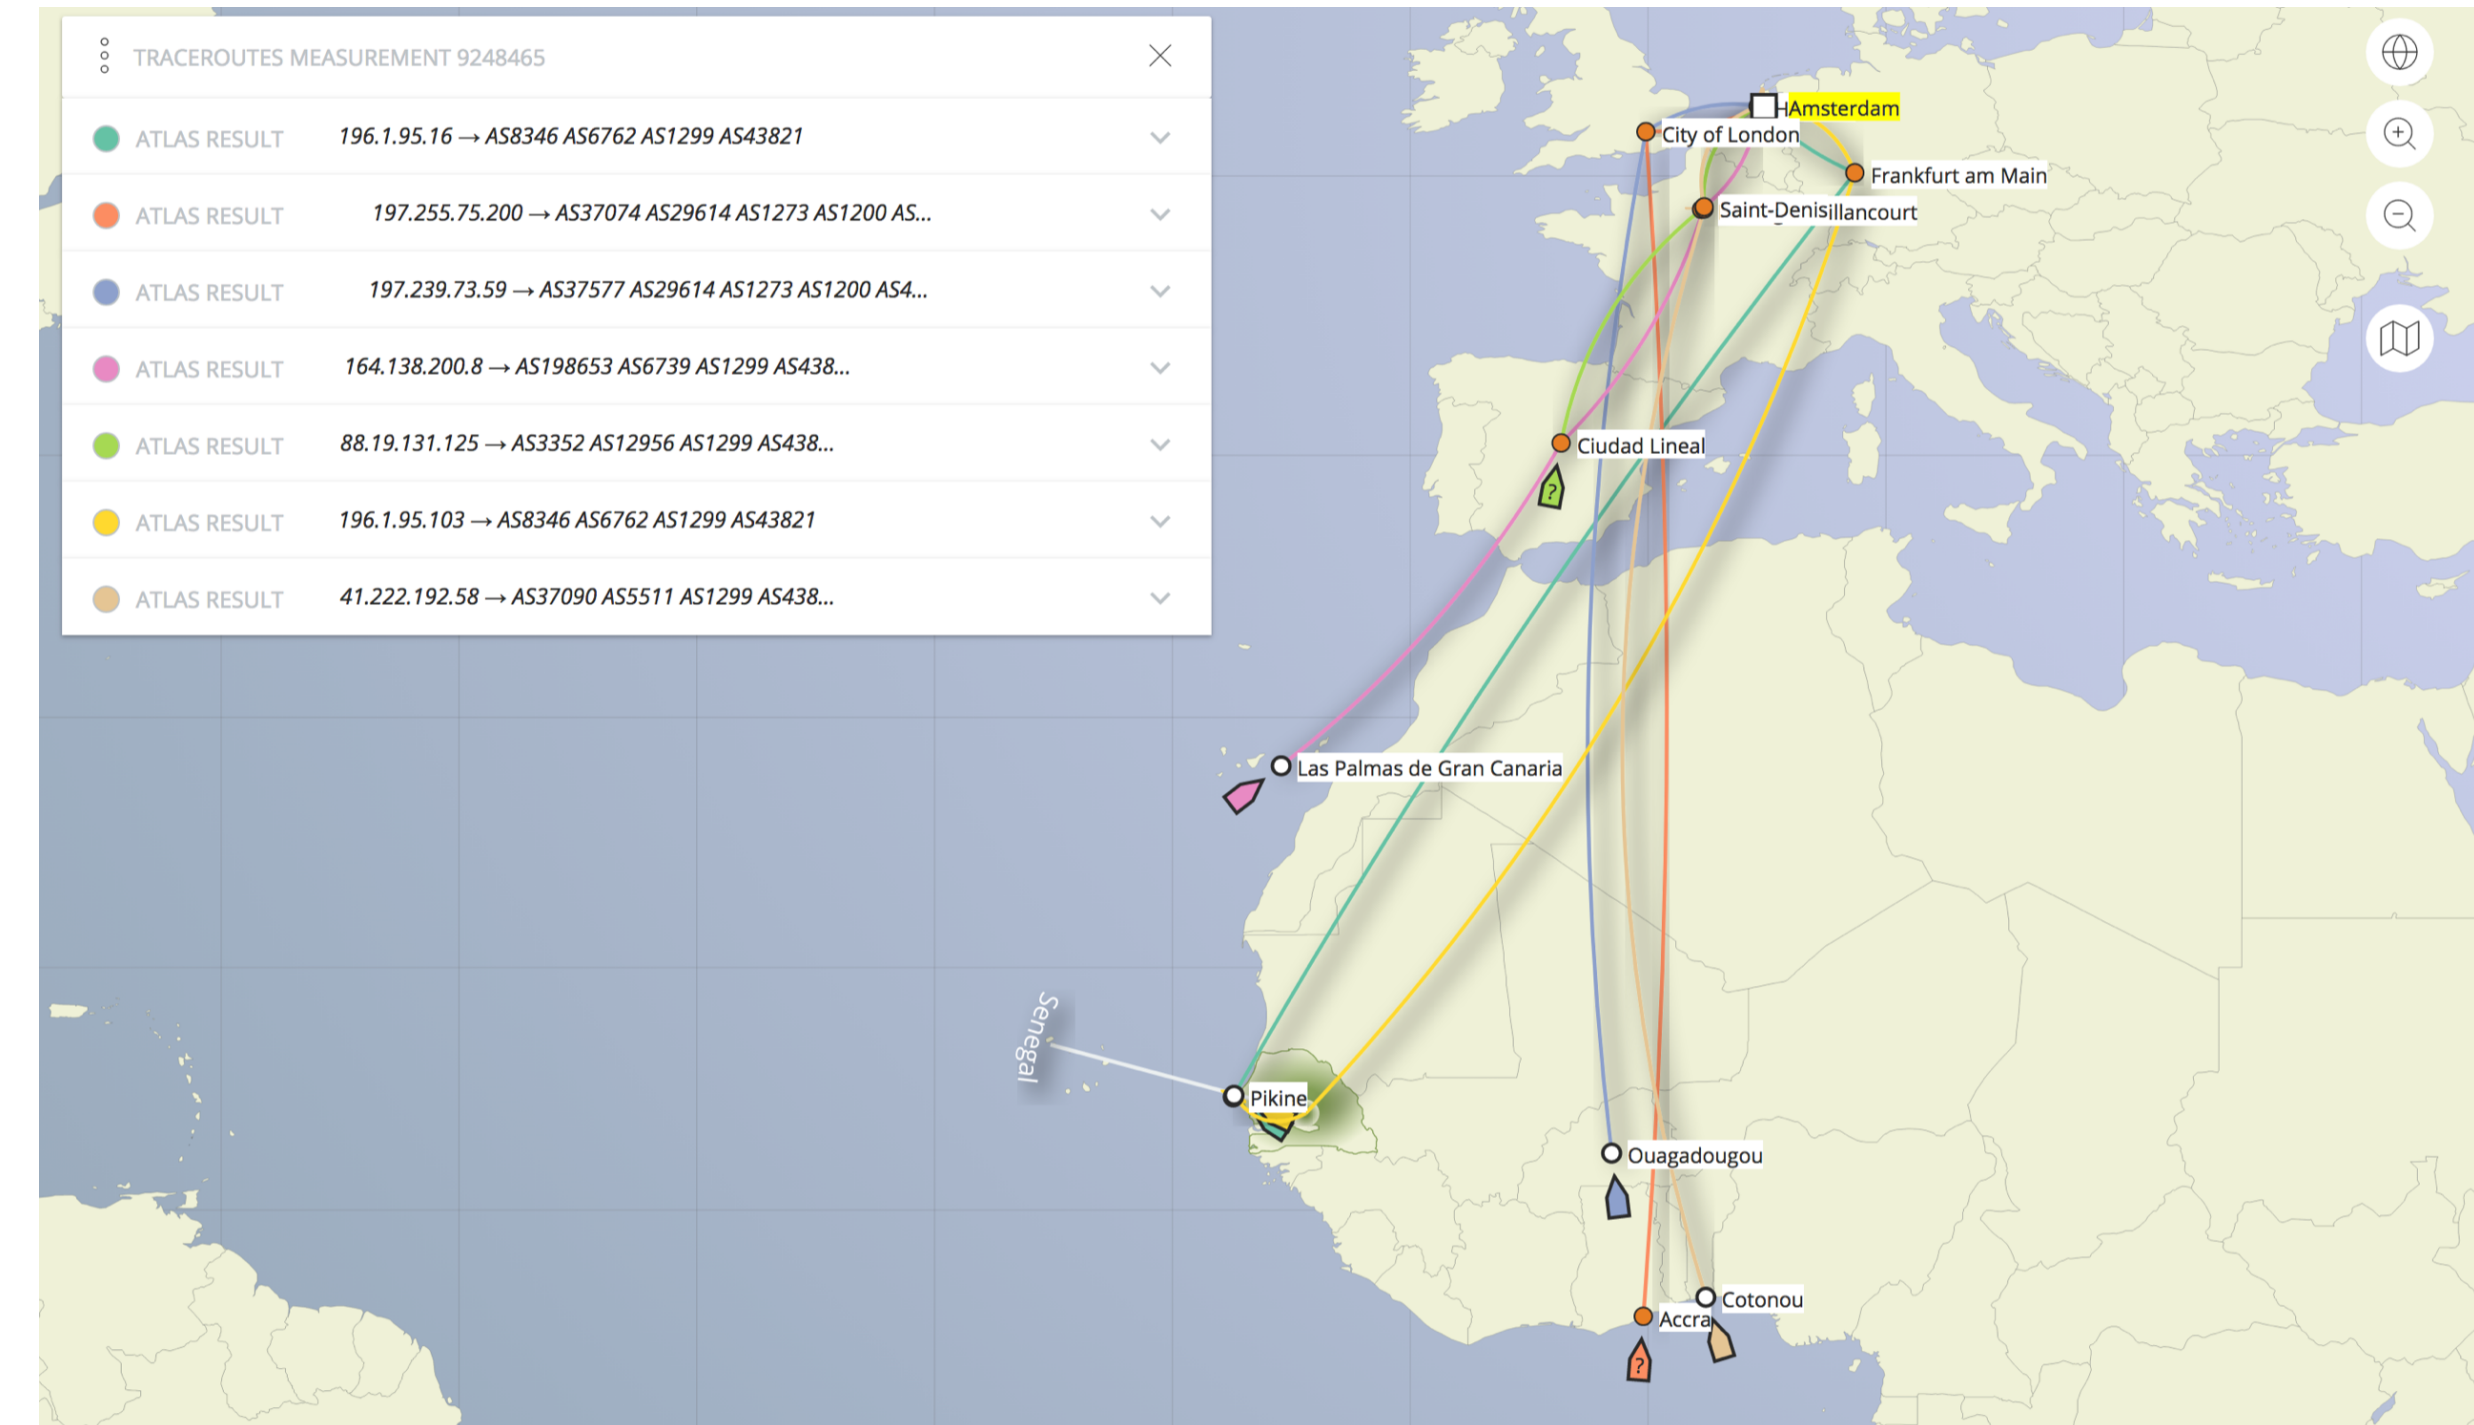 TRACEROUTES MEASUREMENT 9248465
ATLAS RESULT 196.1.95.16 → AS8346 AS6762 AS1299 AS43821
ATLAS RESULT 197.255.75.200 → AS37074 AS29614 AS1273 AS1200 AS...
ATLAS RESULT 197.239.73.59 → AS37577 AS29614 AS1273 AS1200 AS4...
ATLAS RESULT 164.138.200.8 → AS198653 AS6739 AS1299 AS438...
ATLAS RESULT 88.19.131.125 → AS3352 AS12956 AS1299 AS438...
ATLAS RESULT 196.1.95.103 → AS8346 AS6762 AS1299 AS43821
ATLAS RESULT 41.222.192.58 → AS37090 AS5511 AS1299 AS438...
Amsterdam
City of London
Frankfurt am Main
Saint-Denis
Ciudad Lineal
?
Las Palmas de Gran Canaria
Senegal
Pikine
Ouagadougou
Cotonou
Accra
?